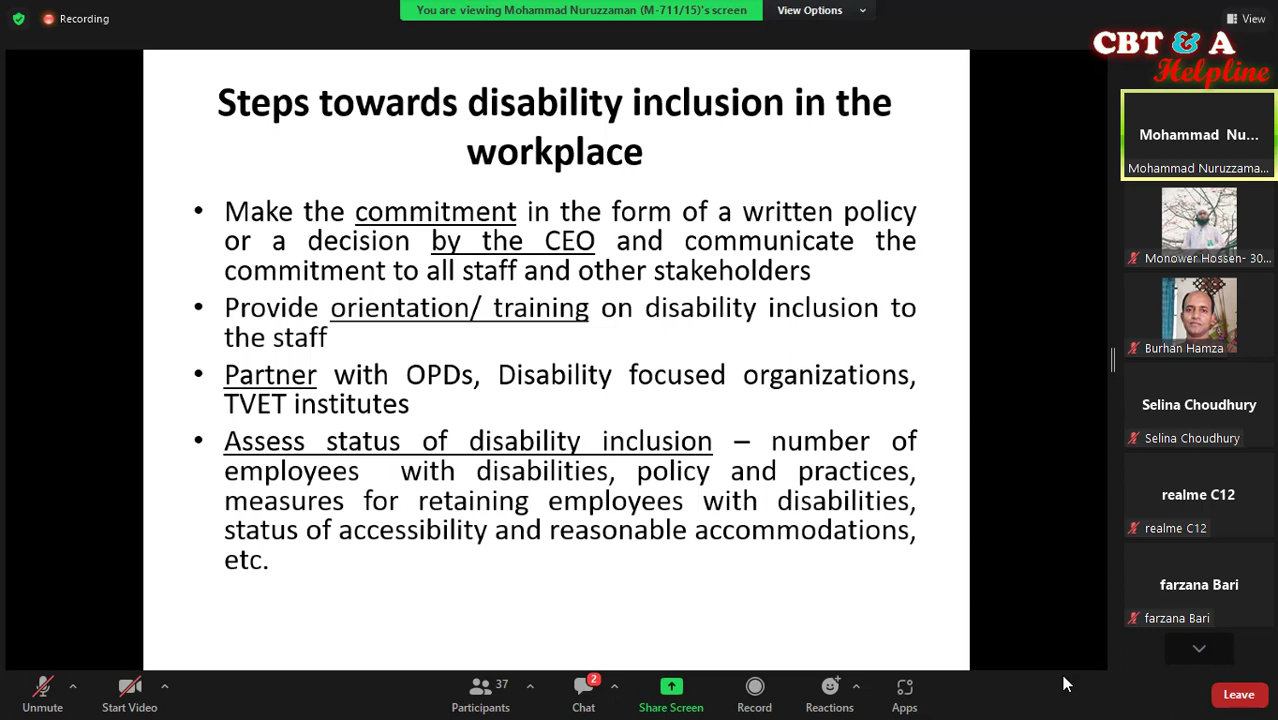 Recording
You are viewing Mohammad Nuruzzaman (M-711/15)'s screen
View Options
View
CBT & A
Helpline
Steps towards disability inclusion in the
workplace
• Make the commitment in the form of a written policy
or a decision by the CEO and communicate the
commitment to all staff and other stakeholders
• Provide orientation/ training on disability inclusion to
the staff
• Partner with OPDs, Disability focused organizations,
TVET institutes
• Assess status of disability inclusion – number of
employees with disabilities, policy and practices,
measures for retaining employees with disabilities,
status of accessibility and reasonable accommodations,
etc.
Mohammad Nu...
Mohammad Nuruzzama...
Monower Hossen- 30...
Burhan Hamza
Selina Choudhury
Selina Choudhury
realme C12
realme C12
farzana Bari
farzana Bari
Unmute
Start Video
37
Participants
2
Chat
Share Screen
Record
Reactions
Apps
Leave